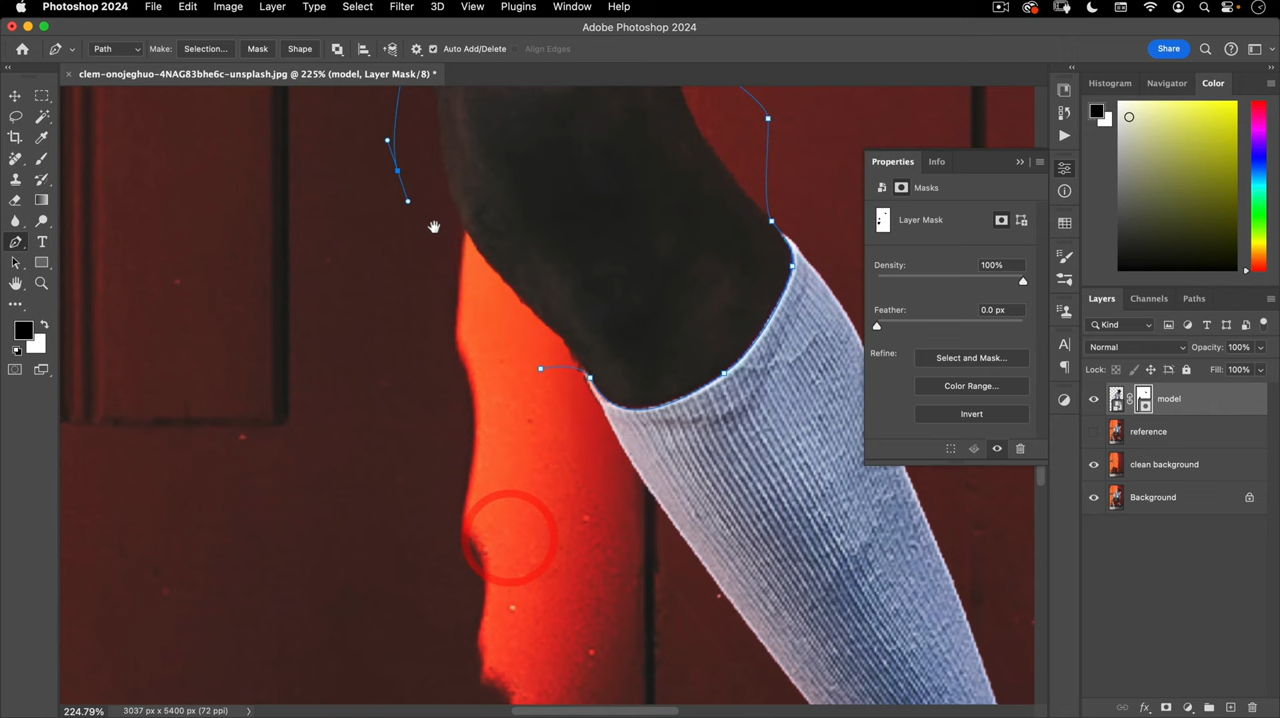 Photoshop 2024 File Edit Image Layer Type Select Filter 3D View Plugins Window Help
Adobe Photoshop 2024
Path Make: Selection... Mask Shape Auto Add/Delete Align Edges Share
× clem-onojeghuo-4NAG83bhe6c-unsplash.jpg @ 225% (model, Layer Mask/8) *
Histogram Navigator Color
Properties Info
Masks
Layer Mask
Density: 100%
Feather: 0.0 px
Refine: Select and Mask...
Color Range...
Invert
Layers Channels Paths
Kind
Normal Opacity: 100%
Lock: Fill: 100%
model
reference
clean background
Background
224.79% 3037 px x 5400 px (72 ppi)